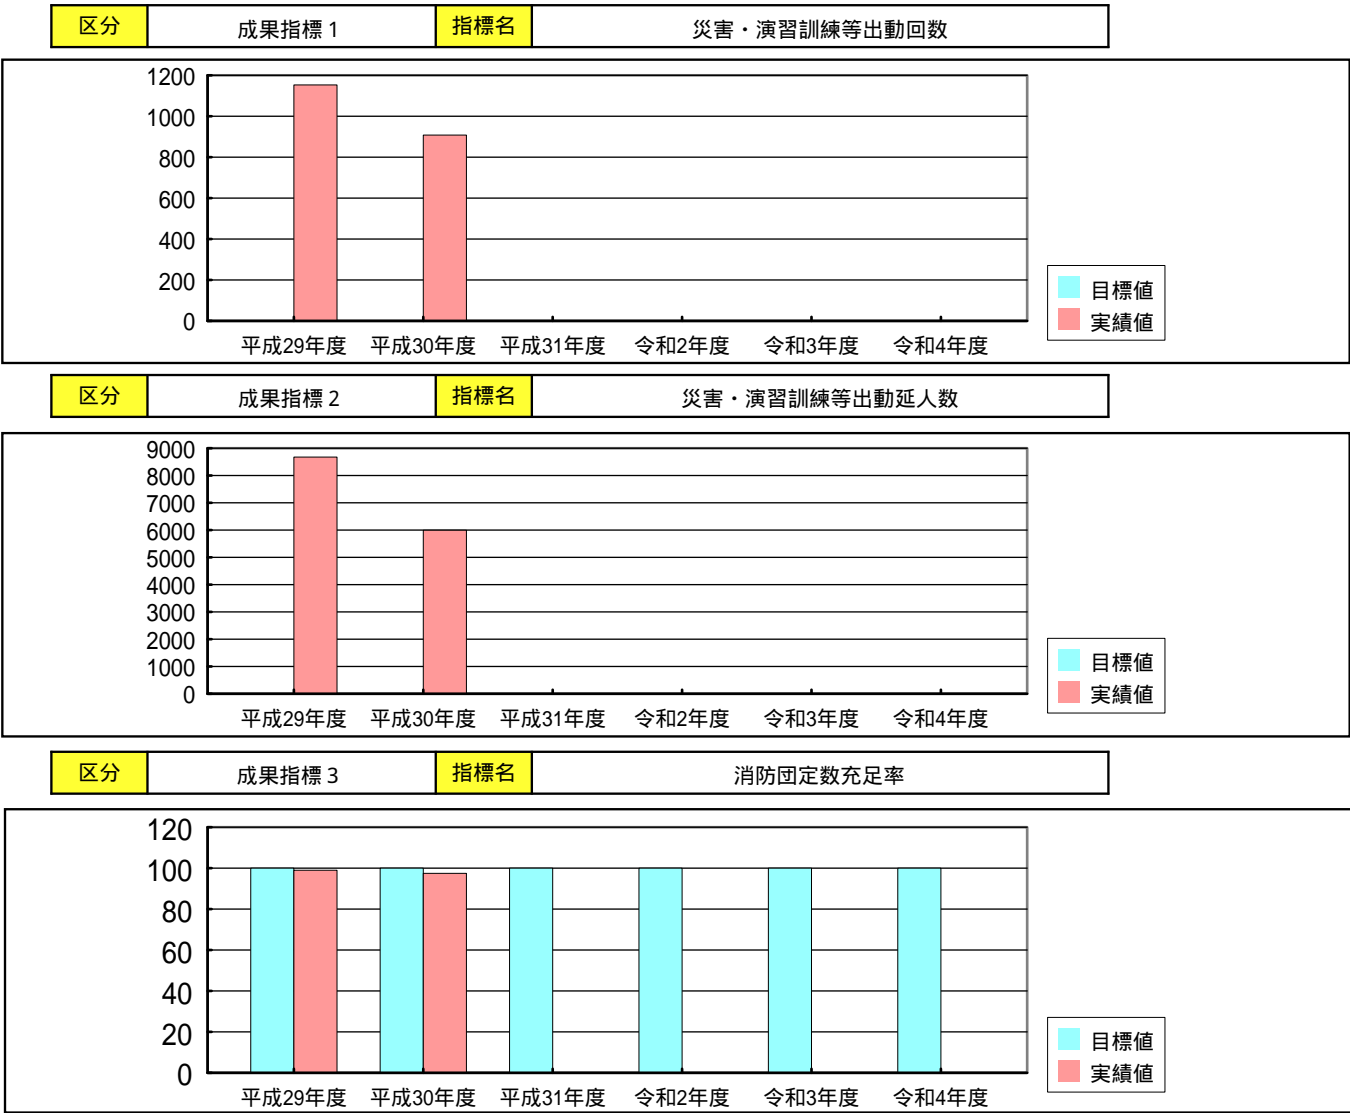 区分 成果指標1 指標名 災害・演習訓練等出動回数
1200
1000
800
600
400
200
0
平成29年度 平成30年度 平成31年度 令和2年度 令和3年度 令和4年度
目標値
実績値
区分 成果指標2 指標名 災害・演習訓練等出動延人数
9000
8000
7000
6000
5000
4000
3000
2000
1000
0
平成29年度 平成30年度 平成31年度 令和2年度 令和3年度 令和4年度
目標値
実績値
区分 成果指標3 指標名 消防団定数充足率
120
100
80
60
40
20
0
平成29年度 平成30年度 平成31年度 令和2年度 令和3年度 令和4年度
目標値
実績値